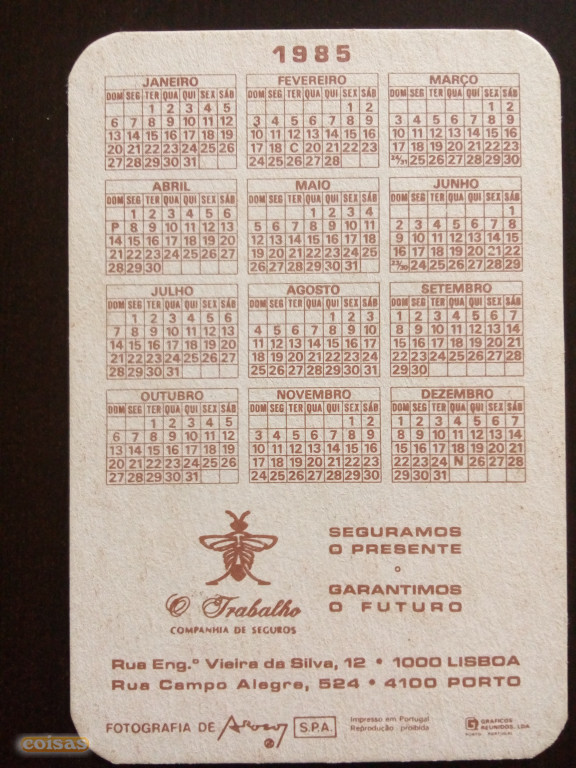 1985
JANEIRO
DOM SEG TER QUA QUI SEX SÁB
1 2 3 4 5
6 7 8 9 10 11 12
13 14 15 16 17 18 19
20 21 22 23 24 25 26
27 28 29 30 31
FEVEREIRO
DOM SEG TER QUA QUI SEX SÁB
1 2
3 4 5 6 7 8 9
10 11 12 13 14 15 16
17 18 C 20 21 22 23
24 25 26 27 28
MARÇO
DOM SEG TER QUA QUI SEX SÁB
1 2
3 4 5 6 7 8 9
10 11 12 13 14 15 16
17 18 19 20 21 22 23
24/31 25 26 27 28 29 30
ABRIL
DOM SEG TER QUA QUI SEX SÁB
1 2 3 4 5 6
P 8 9 10 11 12 13
14 15 16 17 18 19 20
21 22 23 24 25 26 27
28 29 30
MAIO
DOM SEG TER QUA QUI SEX SÁB
1 2 3 4
5 6 7 8 9 10 11
12 13 14 15 16 17 18
19 20 21 22 23 24 25
26 27 28 29 30 31
JUNHO
DOM SEG TER QUA QUI SEX SÁB
1
2 3 4 5 6 7 8
9 10 11 12 13 14 15
16 17 18 19 20 21 22
23/30 24 25 26 27 28 29
JULHO
DOM SEG TER QUA QUI SEX SÁB
1 2 3 4 5 6
7 8 9 10 11 12 13
14 15 16 17 18 19 20
21 22 23 24 25 26 27
28 29 30 31
AGOSTO
DOM SEG TER QUA QUI SEX SÁB
1 2 3
4 5 6 7 8 9 10
11 12 13 14 15 16 17
18 19 20 21 22 23 24
25 26 27 28 29 30 31
SETEMBRO
DOM SEG TER QUA QUI SEX SÁB
1 2 3 4 5 6 7
8 9 10 11 12 13 14
15 16 17 18 19 20 21
22 23 24 25 26 27 28
29 30
OUTUBRO
DOM SEG TER QUA QUI SEX SÁB
1 2 3 4 5
6 7 8 9 10 11 12
13 14 15 16 17 18 19
20 21 22 23 24 25 26
27 28 29 30 31
NOVEMBRO
DOM SEG TER QUA QUI SEX SÁB
1 2
3 4 5 6 7 8 9
10 11 12 13 14 15 16
17 18 19 20 21 22 23
24 25 26 27 28 29 30
DEZEMBRO
DOM SEG TER QUA QUI SEX SÁB
1 2 3 4 5 6 7
8 9 10 11 12 13 14
15 16 17 18 19 20 21
22 23 24 N 26 27 28
29 30 31
O Trabalho
COMPANHIA DE SEGUROS
SEGURAMOS
O PRESENTE
GARANTIMOS
O FUTURO
Rua Eng.º Vieira da Silva, 12 • 1000 LISBOA
Rua Campo Alegre, 524 • 4100 PORTO
FOTOGRAFIA DE
S.P.A.
Impresso em Portugal
Reprodução proibida
GRÁFICOS
REUNIDOS, LDA
PORTO PORTUGAL
coisas